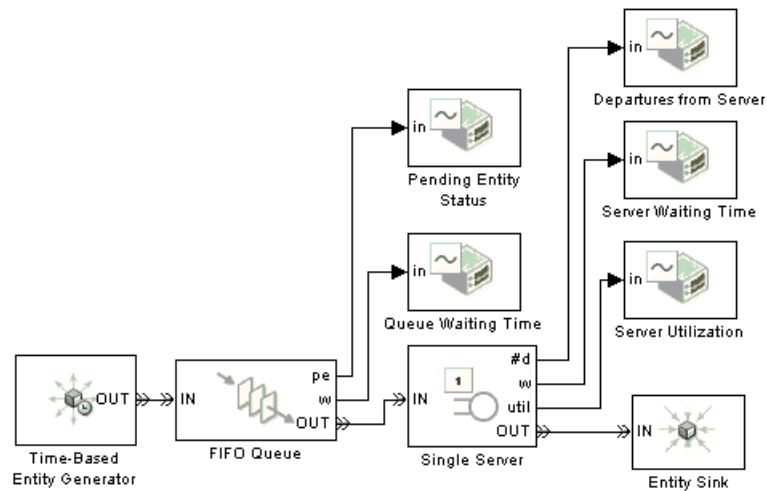 in
Departures from Server
in
Pending Entity
Status
in
Server Waiting Time
in
Queue Waiting Time
in
Server Utilization
OUT
Time-Based
Entity Generator
IN
pe
w
OUT
FIFO Queue
IN
1
#d
w
util
OUT
Single Server
IN
Entity Sink